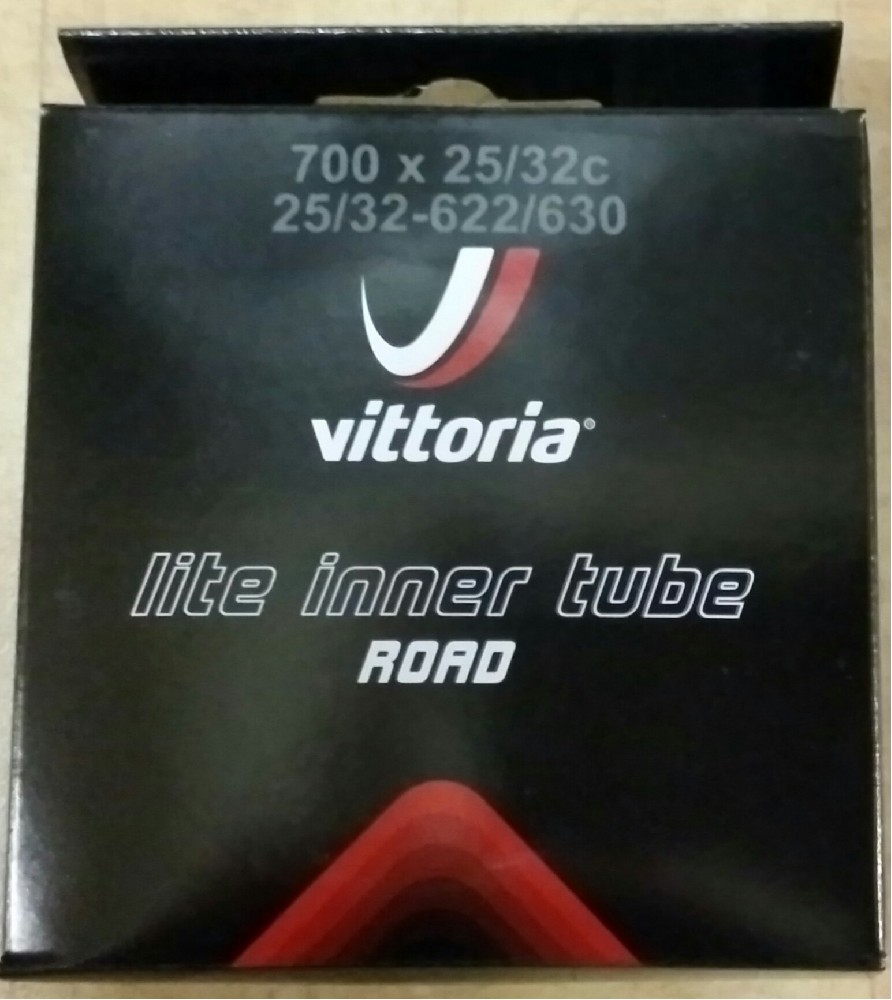 700 x 25/32c
25/32-622/630
vittoria®
lite inner tube
ROAD